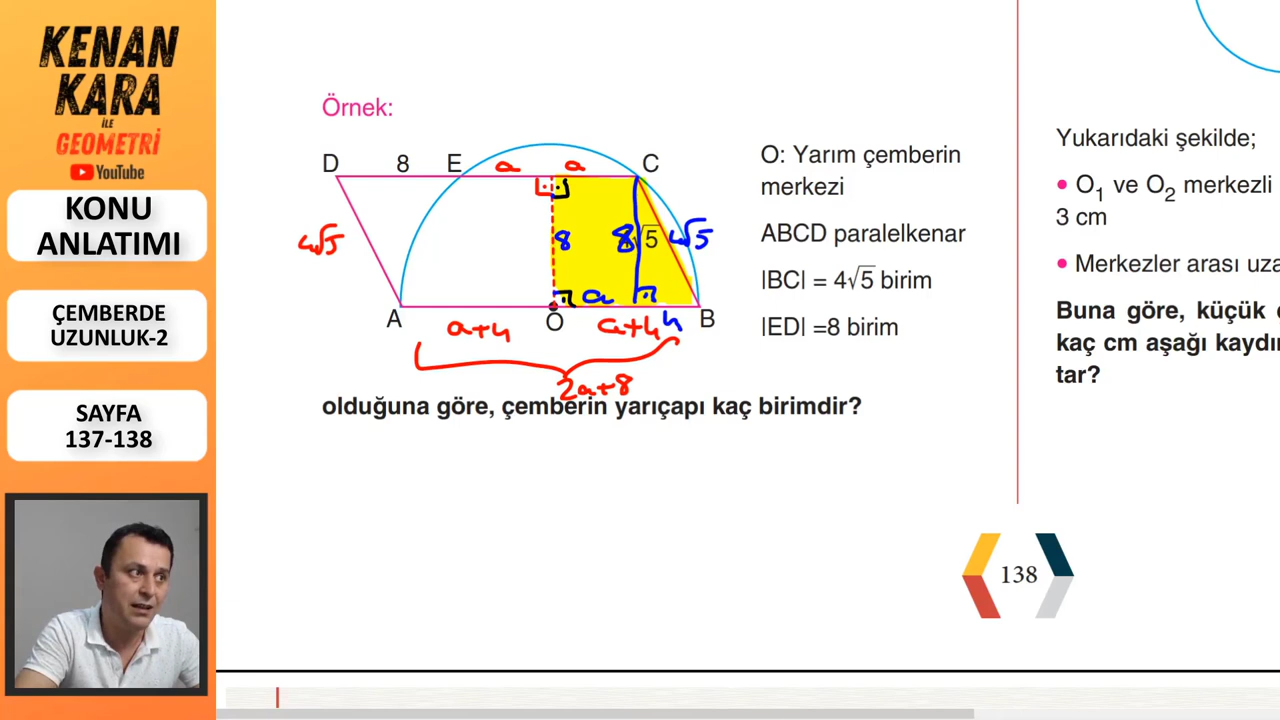 KENAN
KARA
İLE
GEOMETRİ
YouTube
KONU
ANLATIMI
ÇEMBERDE
UZUNLUK-2
SAYFA
137-138
Örnek:
D 8 E a a C
4√5 8 8 √5 4√5
a
A O B
a+4 a+4 4
2a+8
O: Yarım çemberin
merkezi
ABCD paralelkenar
|BC| = 4√5 birim
|ED| =8 birim
olduğuna göre, çemberin yarıçapı kaç birimdir?
138
Yukarıdaki şekilde;
• O1 ve O2 merkezli
3 cm
• Merkezler arası uza
Buna göre, küçük
kaç cm aşağı kaydır
tar?